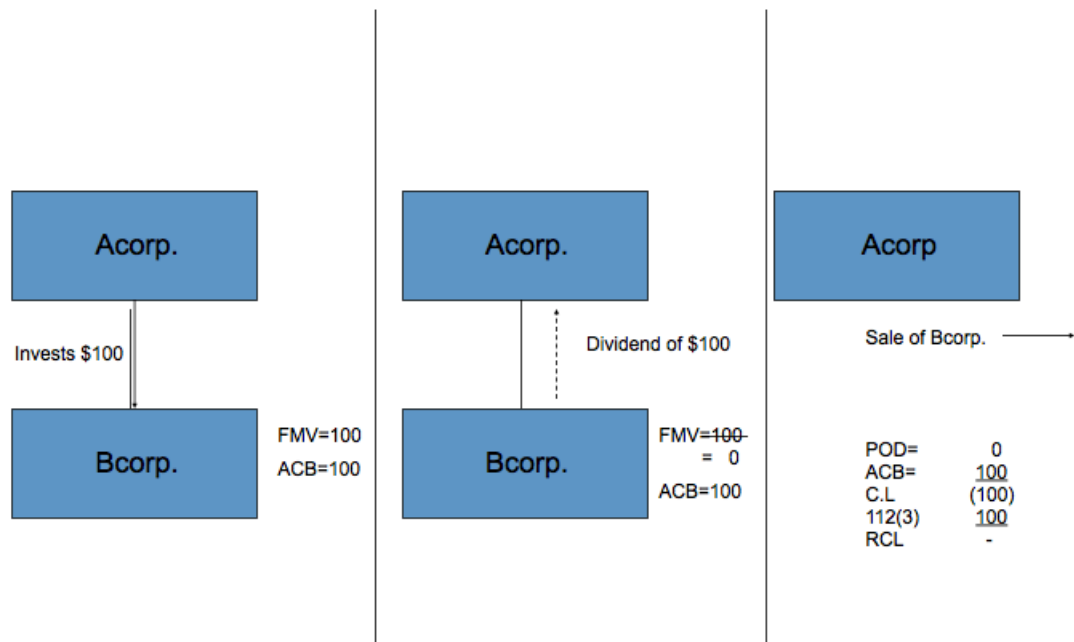 Acorp.
Invests $100
Bcorp.
FMV=100
ACB=100
Acorp.
Dividend of $100
Bcorp.
FMV=100
= 0
ACB=100
Acorp
Sale of Bcorp.
POD= 0
ACB= 100
C.L (100)
112(3) 100
RCL -